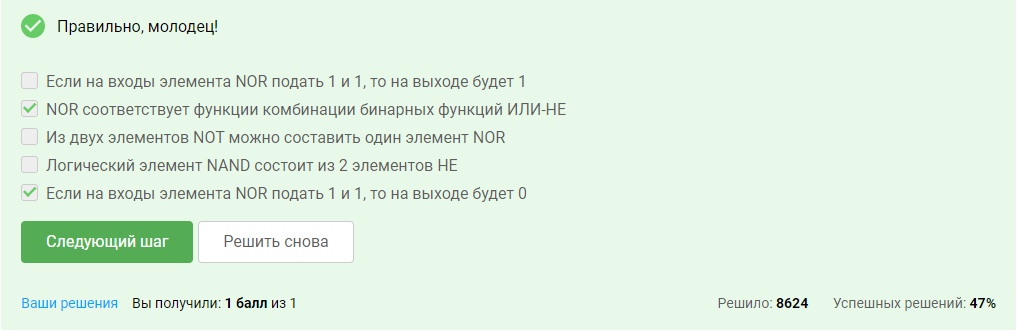 Правильно, молодец!
Если на входы элемента NOR подать 1 и 1, то на выходе будет 1
NOR соответствует функции комбинации бинарных функций ИЛИ-НЕ
Из двух элементов NOT можно составить один элемент NOR
Логический элемент NAND состоит из 2 элементов НЕ
Если на входы элемента NOR подать 1 и 1, то на выходе будет 0
Следующий шаг Решить снова
Ваши решения Вы получили: 1 балл из 1 Решило: 8624 Успешных решений: 47%